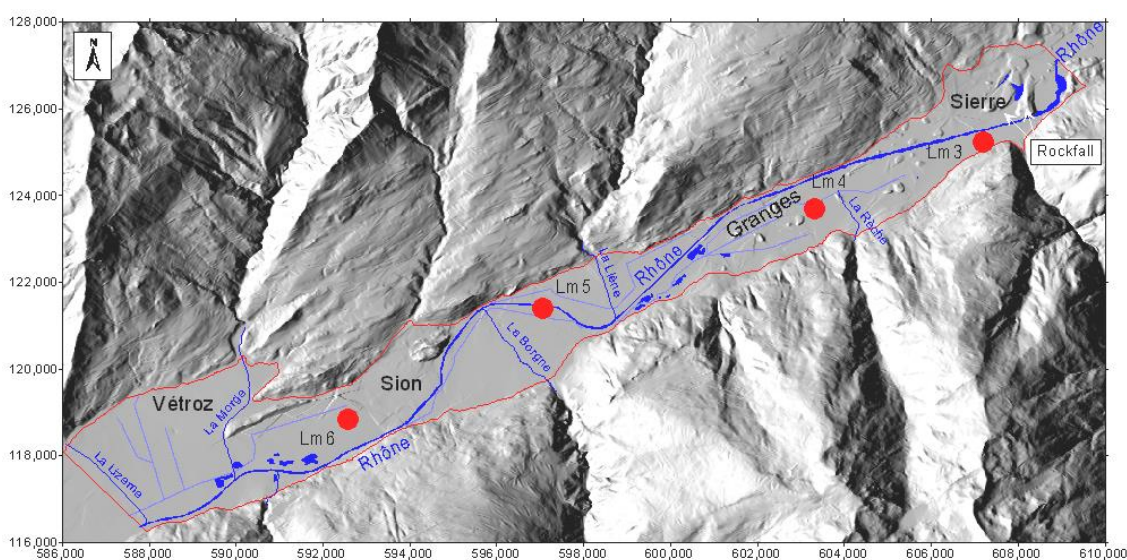 128,000
N
Rhône
126,000
Sierre
Rockfall
Lm 3
124,000
Lm 4
Granges
La Rèche
122,000
La Liène
Rhône
Lm 5
La Borgne
120,000
Sion
Vétroz
La Morge
Lm 6
118,000
Rhône
La Lizerne
116,000
586,000 588,000 590,000 592,000 594,000 596,000 598,000 600,000 602,000 604,000 606,000 608,000 610,000